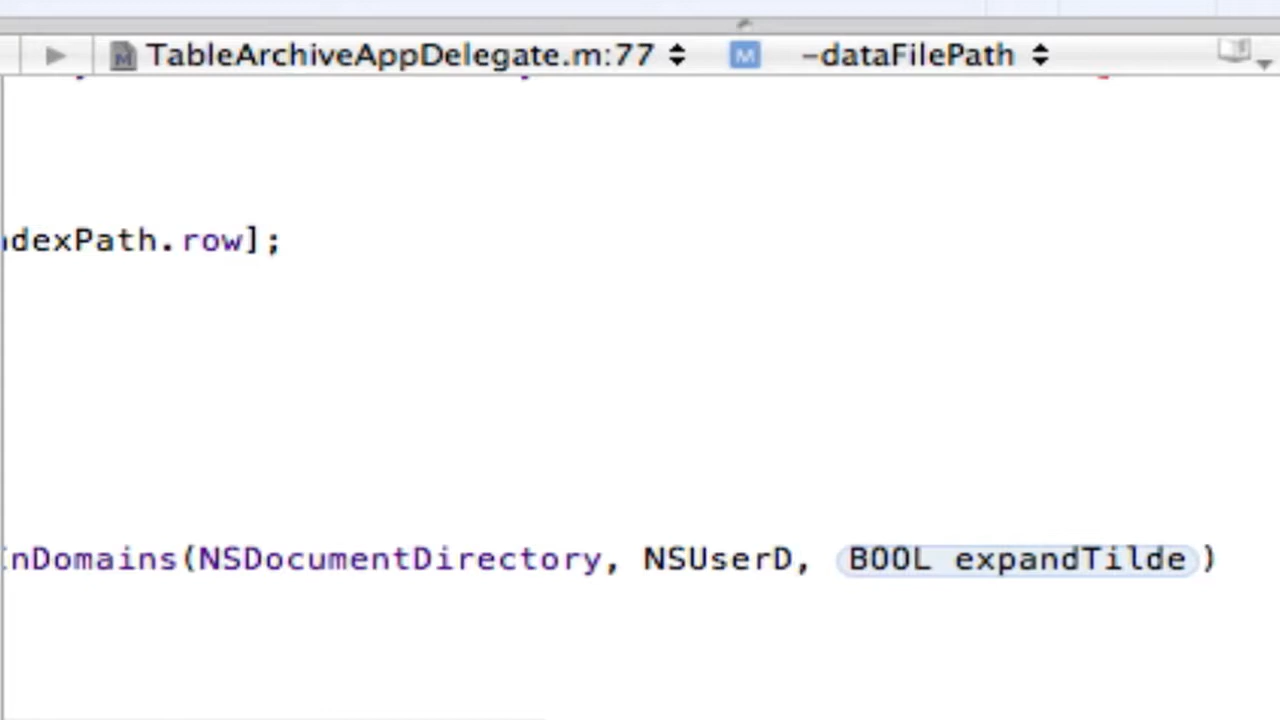 TableArchiveAppDelegate.m:77 M -dataFilePath
dexPath.row];
nDomains(NSDocumentDirectory, NSUserD, BOOL expandTilde)